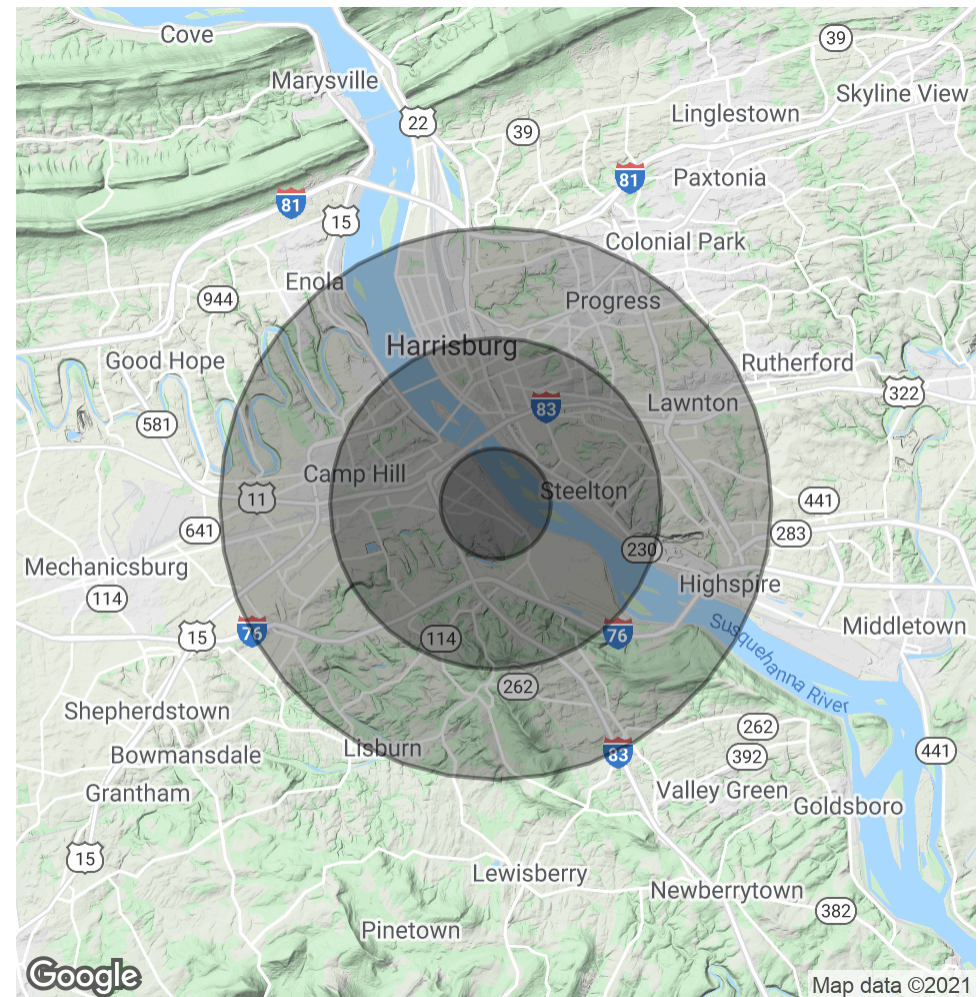 Cove
39
Marysville
Skyline View
Linglestown
22
39
81
Paxtonia
81
15
Colonial Park
Enola
944
Progress
Harrisburg
Good Hope
Rutherford
322
83
Lawnton
581
Camp Hill
Steelton
11
441
641
283
230
Mechanicsburg
Highspire
114
15
76
114
76
Middletown
Susquehanna River
262
Shepherdstown
262
Bowmansdale
Lisburn
83
392
441
Grantham
Valley Green
Goldsboro
15
Lewisberry
Newberrytown
382
Pinetown
Google
Map data ©2021